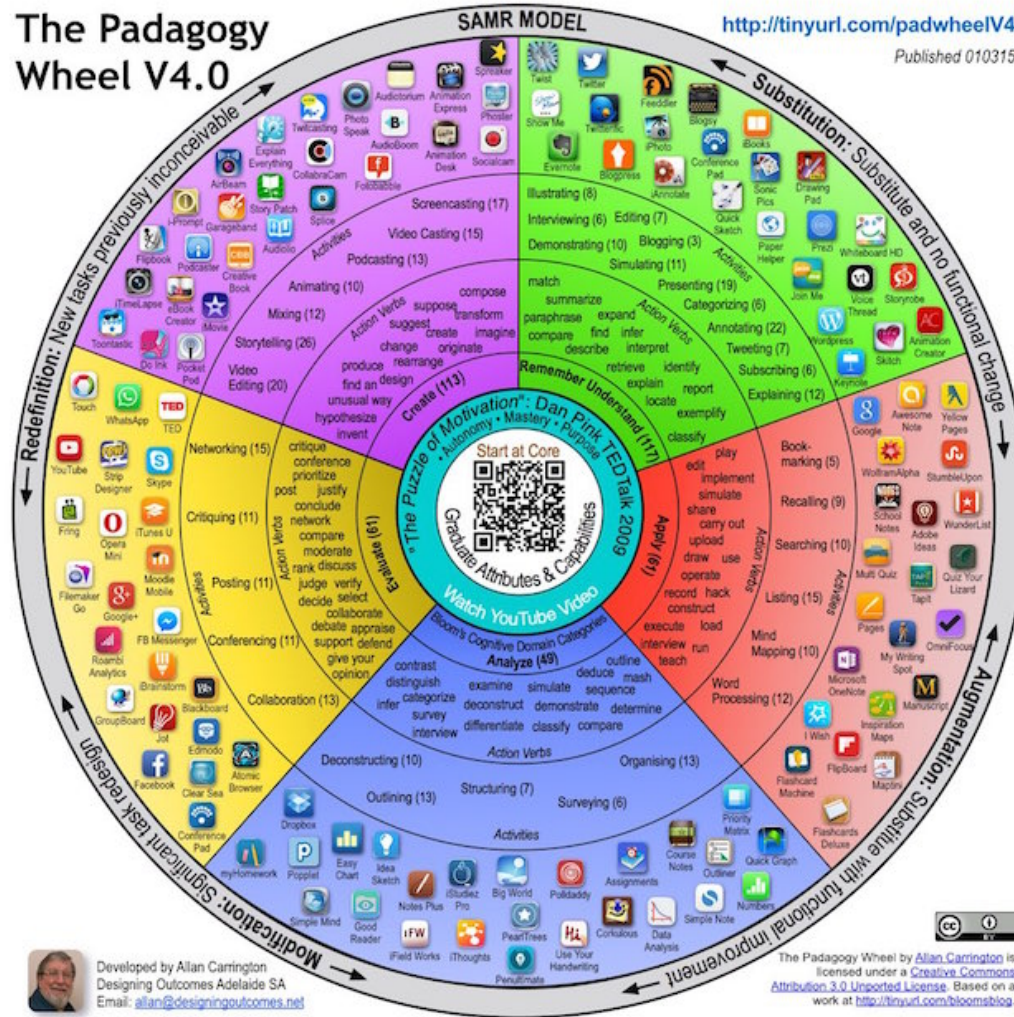 The Padagogy
Wheel V4.0
http://tinyurl.com/padwheelV4
Published 010315
SAMR MODEL
Substitution: Substitute and no functional change
Augmentation: Substitute with functional improvement
Modification: Significant task redesign
Redefinition: New tasks previously inconceivable
"The Puzzle of Motivation": Dan Pink TEDTalk 2009
• Autonomy • Mastery • Purpose
Start at Core
Graduate Attributes & Capabilities
Watch YouTube Video
Bloom's Cognitive Domain Categories
Remember Understand (117)
Action Verbs
match
summarize
paraphrase expand
compare find infer
describe interpret
retrieve identify
explain report
locate
exemplify
classify
Activities
Illustrating (8)
Interviewing (6) Editing (7)
Demonstrating (10) Blogging (3)
Simulating (11)
Presenting (19)
Categorizing (6)
Annotating (22)
Tweeting (7)
Subscribing (6)
Explaining (12)
Twist
Twitter
Feeddler
Blogsy
iBooks
Show Me
Twitterrific
iPhoto
Conference
Pad
Sonic
Pics
Drawing
Pad
Evernote
Blogpress
iAnnotate
Quick
Sketch
Paper
Helper
Prezi
Whiteboard HD
Join Me
Voice
Thread
Storyrobe
Wordpress
Skitch
Animation
Creator
Keynote
Apply (61)
Action Verbs
play
edit
implement
simulate
share
carry out
upload
draw use
operate
record hack
construct
execute load
interview run
teach
Activities
Book-
marking (5)
Recalling (9)
Searching (10)
Listing (15)
Mind
Mapping (10)
Word
Processing (12)
Google
Awesome
Note
Yellow
Pages
WolframAlpha
StumbleUpon
School
Notes
Adobe
Ideas
WunderList
Multi Quiz
TapIt
Quiz Your
Lizard
Pages
My Writing
Spot
OmniFocus
Microsoft
OneNote
Manuscript
I Wish
Inspiration
Maps
Flashcard
Machine
FlipBoard
Maptini
Flashcards
Deluxe
Analyze (49)
contrast
distinguish
infer categorize
survey
interview
examine simulate
deconstruct demonstrate
differentiate classify compare
deduce
outline
mash
sequence
determine
Action Verbs
Deconstructing (10)
Outlining (13)
Structuring (7)
Surveying (6)
Organising (13)
Activities
Dropbox
myHomework
Popplet
Easy
Chart
Idea
Sketch
Simple Mind
Good
Reader
Notes Plus
iStudiez
Pro
Big World
Polldaddy
Assignments
Course
Notes
Priority
Matrix
Outliner
Quick Graph
iField Works
iThoughts
PearlTrees
Penultimate
Use Your
Handwriting
Corkulous
Data
Analysis
Simple Note
Numbers
Evaluate (61)
Action Verbs
critique
conference
prioritize
post justify
conclude
network
compare
moderate
rank discuss
judge verify
decide select
collaborate
debate appraise
support defend
give your
opinion
Activities
Networking (15)
Critiquing (11)
Posting (11)
Conferencing (11)
Collaboration (13)
Touch
WhatsApp
TED
TED
YouTube
Strip
Designer
Skype
Fring
Opera
Mini
iTunes U
Filemaker
Go
Google+
Moodle
Mobile
FB Messenger
Roambi
Analytics
iBrainstorm
GroupBoard
Jot
Blackboard
Edmodo
Facebook
Clear Sea
Atomic
Browser
Conference
Pad
Create (113)
Action Verbs
compose
suppose transform
suggest create imagine
change originate
produce rearrange
find an design
unusual way
hypothesize
invent
Activities
Screencasting (17)
Video Casting (15)
Podcasting (13)
Animating (10)
Mixing (12)
Storytelling (26)
Video
Editing (20)
Spreaker
Audictorium
Animation
Express
Phoster
Twitcasting
Photo
Speak
AudioBoom
Animation
Desk
Socialcam
Explain
Everything
CollabraCam
Fotobabble
AirBeam
Story Patch
Splice
i-Prompt
Garageband
Audiolio
Flipbook
Podcaster
Creative
Book
iTimeLapse
eBook
Creator
iMovie
Toontastic
Do Ink
Pocket
Pod
Developed by Allan Carrington
Designing Outcomes Adelaide SA
Email: allan@designingoutcomes.net
cc
BY
The Padagogy Wheel by Allan Carrington is
licensed under a Creative Commons
Attribution 3.0 Unported License. Based on a
work at http://tinyurl.com/bloomsblog.